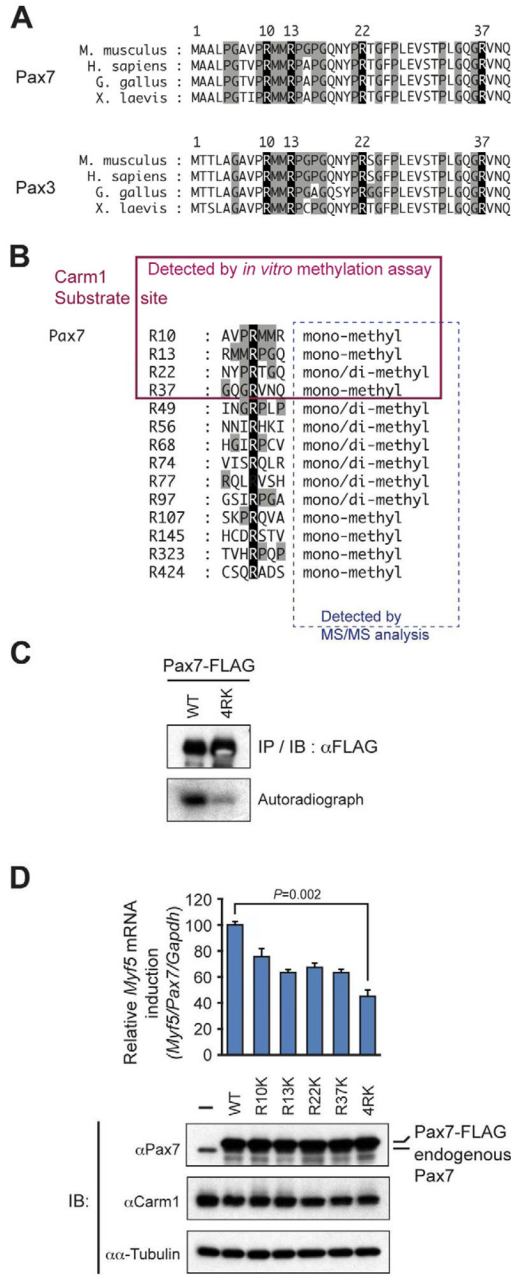 A
1 10 13 22 37
Pax7
M. musculus : MAALPGTVPRMMRPGPGQNYPRTGFPLEVSTPLGQGRVNQ
H. sapiens : MAALPGTVPRMMRPAPGQNYPRTGFPLEVSTPLGQGRVNQ
G. gallus : MAALPGTVPRMMRPAPGQNYPRTGFPLEVSTPLGQGRVNQ
X. laevis : MAALPGTIPRMMRPAPGQNYPRTGFPLEVSTPLGQGRVNQ
1 10 13 22 37
Pax3
M. musculus : MTTLAGAVPRMMRPGPGQNYPRSGFPLEVSTPLGQGRVNQ
H. sapiens : MTTLAGAVPRMMRPGPGQNYPRSGFPLEVSTPLGQGRVNQ
G. gallus : MTTLAGAVPRMMRPGAGQSYPRGGFPLEVSTPLGQGRVNQ
X. laevis : MTSLAGAVPRMMRPCPGQNYPRTGFPLEVSTPLGQGRVNQ
B
Carm1
Substrate site
Detected by in vitro methylation assay
Pax7
R10 : AVPRMMR mono-methyl
R13 : RMMRPGQ mono-methyl
R22 : NYPRTGQ mono/di-methyl
R37 : GQGRVNQ mono-methyl
R49 : INGRPLP mono/di-methyl
R56 : NNIRHKI mono/di-methyl
R68 : HGIRPCV mono/di-methyl
R74 : VISRQLR mono/di-methyl
R77 : RQL VSH mono/di-methyl
R97 : GSIRPGA mono/di-methyl
R107 : SKPRQVA mono-methyl
R145 : HCDRSTV mono-methyl
R323 : TVHRPQP mono-methyl
R424 : CSQRADS mono-methyl
Detected by
MS/MS analysis
C
Pax7-FLAG
WT 4RK
IP / IB : αFLAG
Autoradiograph
D
P=0.002
Relative Myf5 mRNA
induction
(Myf5/Pax7/Gapdh)
120
100
80
60
40
20
0
– WT R10K R13K R22K R37K 4RK
IB:
αPax7
Pax7-FLAG
endogenous
Pax7
αCarm1
αα-Tubulin